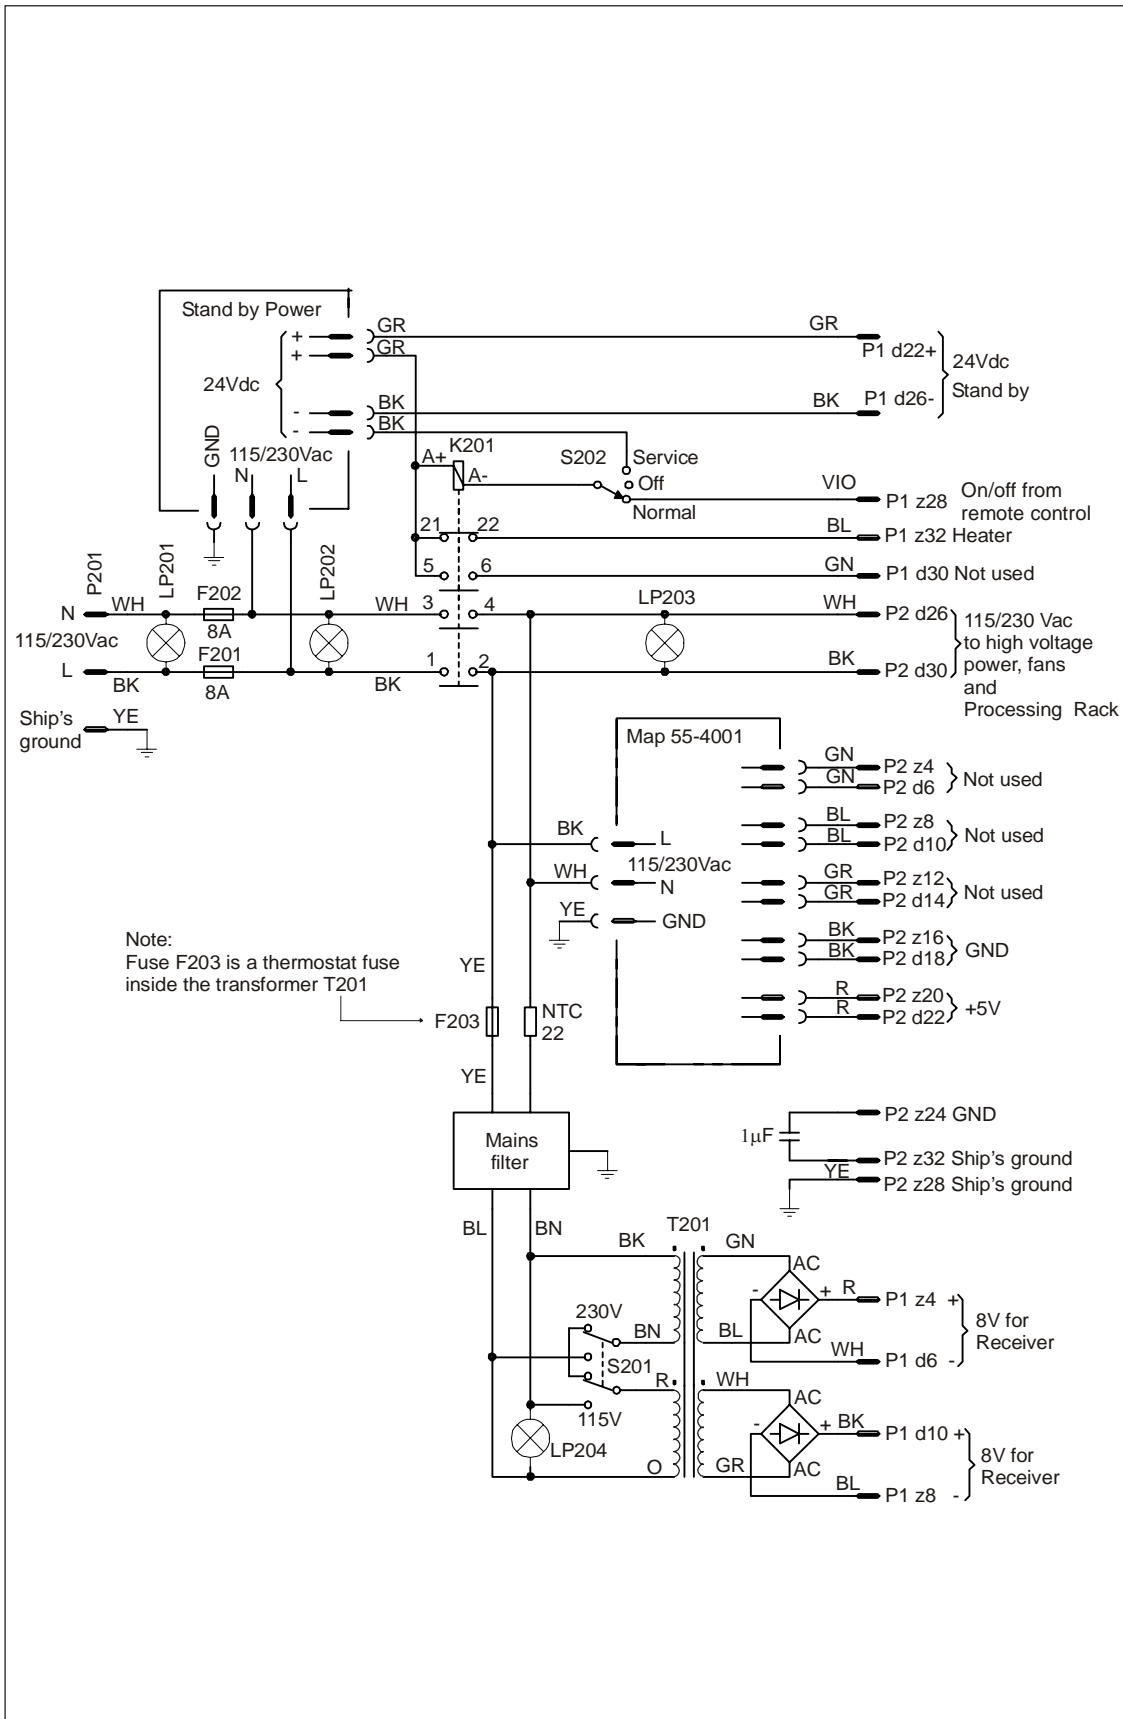 Stand by Power
+ GR GR P1 d22+
+ GR
24Vdc
24Vdc
Stand by
- BK BK P1 d26-
- BK
GND
115/230Vac
N L
A+ K201 A-
S202 Service
Off
Normal
VIO P1 z28 On/off from
remote control
21 22 BL P1 z32 Heater
5 6 GN P1 d30 Not used
P201
LP201
LP202
LP203
N WH F202 WH 3 4 WH P2 d26
8A
115/230Vac
F201
L BK BK 1 2 BK P2 d30
8A
115/230 Vac
to high voltage
power, fans
and
Processing Rack
Ship's
ground
YE
Map 55-4001
GN P2 z4
GN P2 d6
Not used
BL P2 z8
BL P2 d10
Not used
BK L
115/230Vac
WH N
YE GND
GR P2 z12
GR P2 d14
Not used
BK P2 z16
BK P2 d18
GND
R P2 z20
R P2 d22
+5V
Note:
Fuse F203 is a thermostat fuse
inside the transformer T201
YE
F203
NTC
22
YE
Mains
filter
1µF
P2 z24 GND
P2 z32 Ship's ground
YE P2 z28 Ship's ground
BL BN
T201
BK GN AC
230V
BN BL AC
- + R P1 z4 +
WH P1 d6 -
8V for
Receiver
S201
R WH AC
115V
LP204
O GR AC
- + BK P1 d10 +
BL P1 z8 -
8V for
Receiver